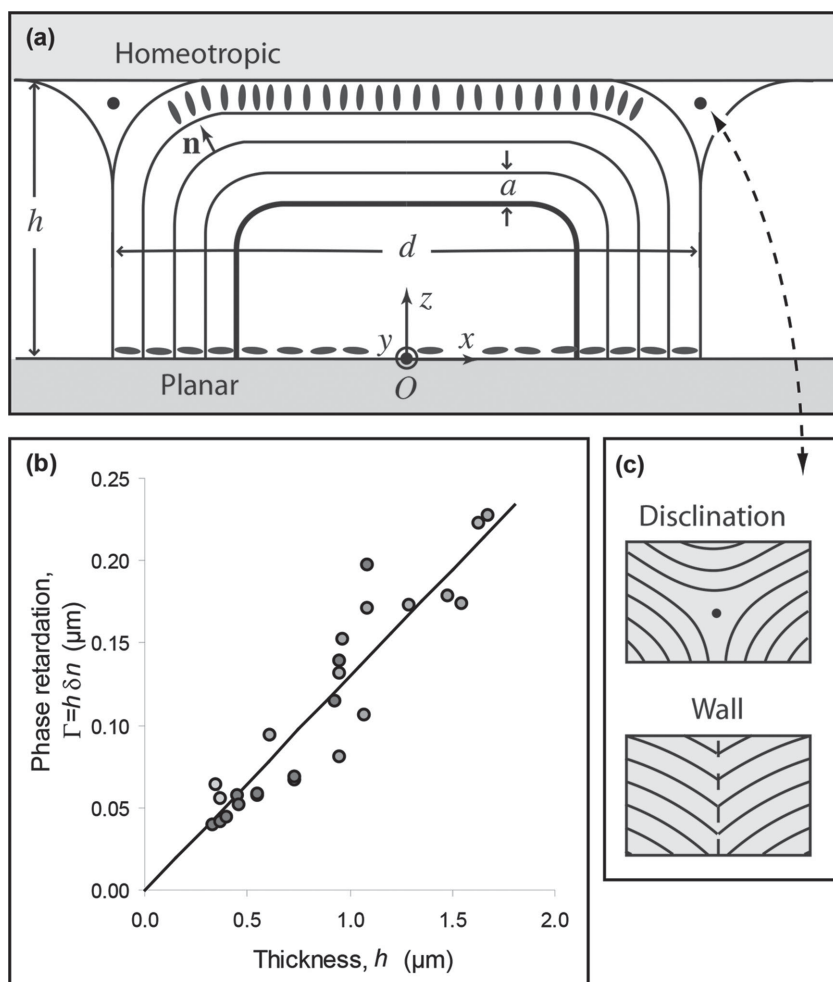 (a)
Homeotropic
n
a
h
d
z
y
x
O
Planar
(b)
0.25
0.20
0.15
0.10
0.05
0.00
Phase retardation,
Γ=h δn (μm)
0.0
0.5
1.0
1.5
2.0
Thickness, h (μm)
(c)
Disclination
Wall